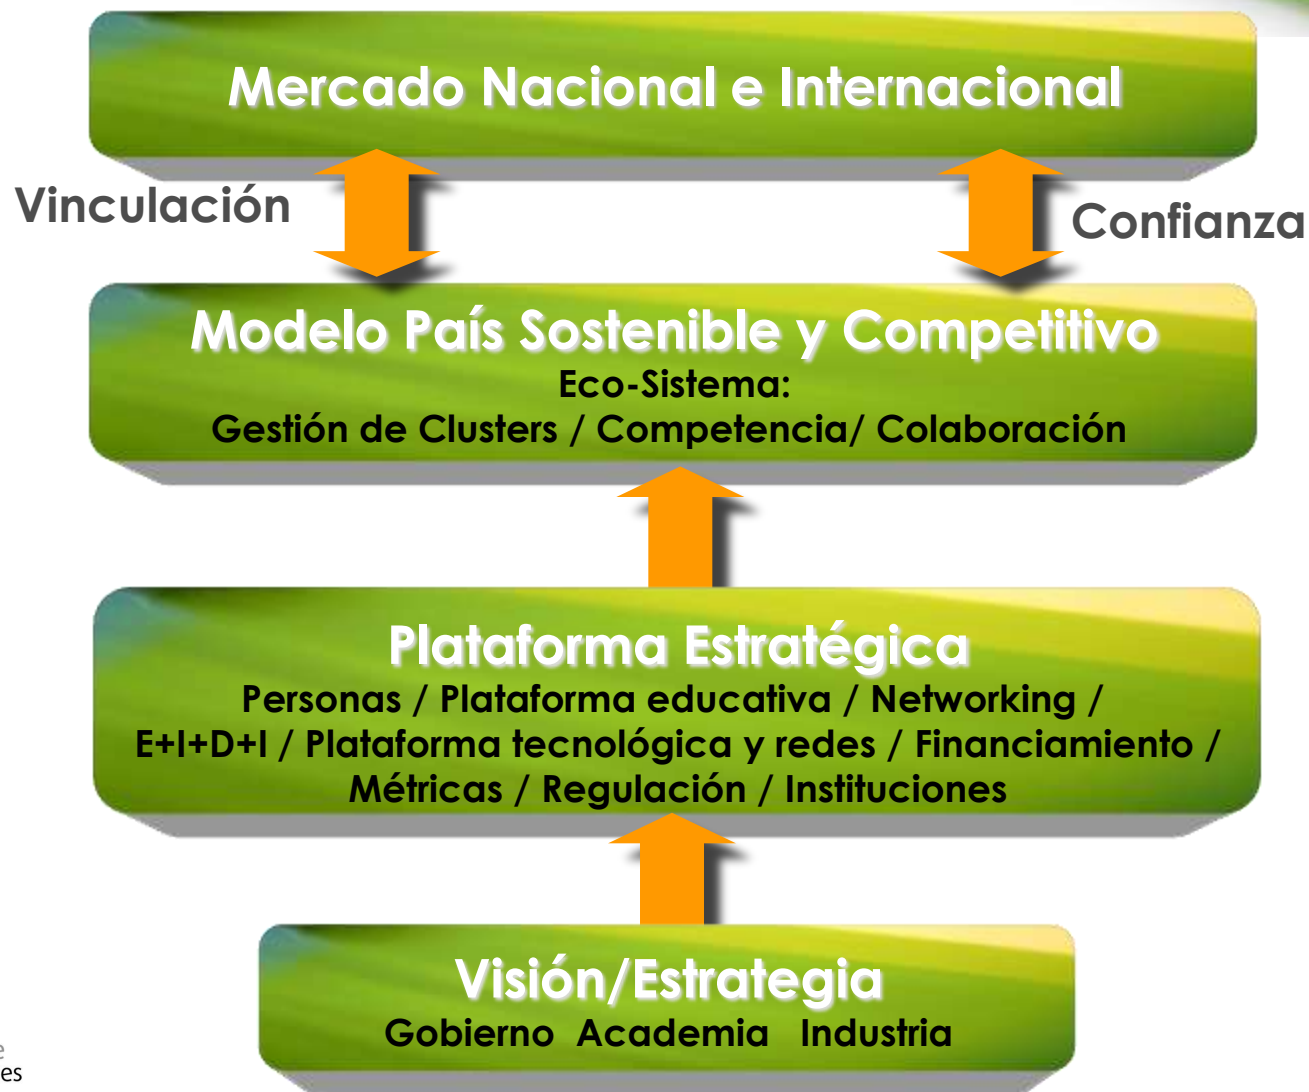 Mercado Nacional e Internacional
Vinculación
Confianza
Modelo País Sostenible y Competitivo
Eco-Sistema:
Gestión de Clusters / Competencia/ Colaboración
Plataforma Estratégica
Personas / Plataforma educativa / Networking /
E+I+D+I / Plataforma tecnológica y redes / Financiamiento /
Métricas / Regulación / Instituciones
Visión/Estrategia
Gobierno Academia Industria